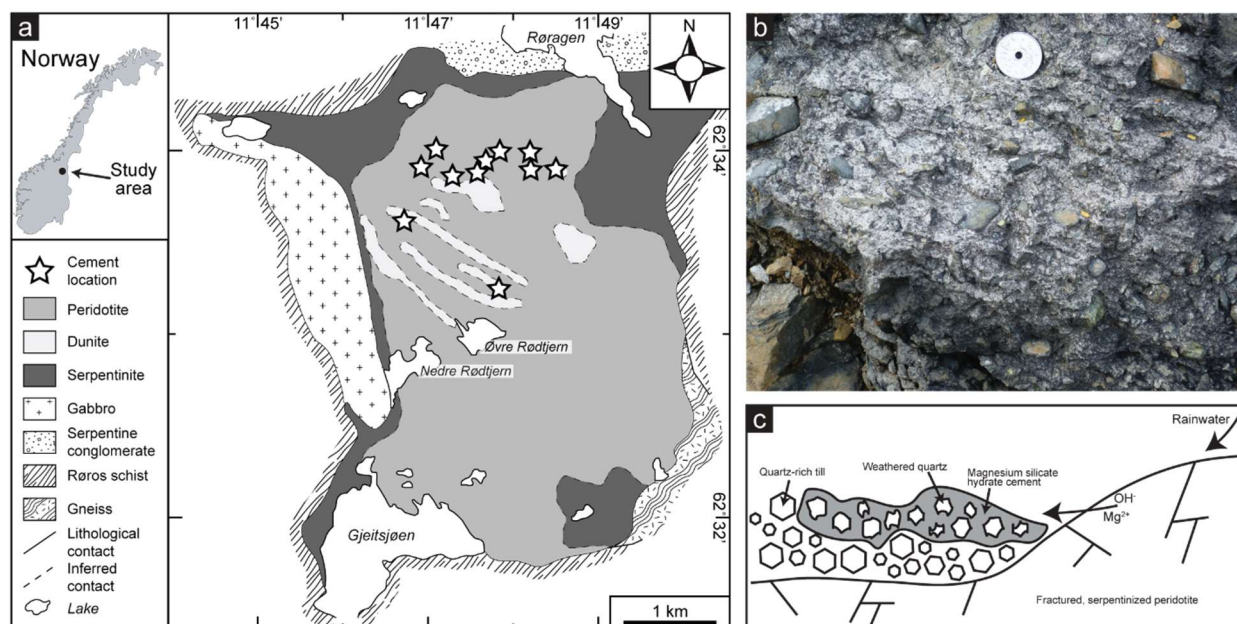 a
Norway
Study
area
Cement
location
Peridotite
Dunite
Serpentinite
Gabbro
Serpentine
conglomerate
Røros schist
Gneiss
Lithological
contact
Inferred
contact
Lake
11°45'
11°47'
11°49'
Røragen
N
62°34'
Øvre Rødtjern
Nedre Rødtjern
62°32'
Gjeitsjøen
1 km
b
c
Rainwater
Quartz-rich till
Weathered quartz
Magnesium silicate
hydrate cement
OH-
Mg2+
Fractured, serpentinized peridotite